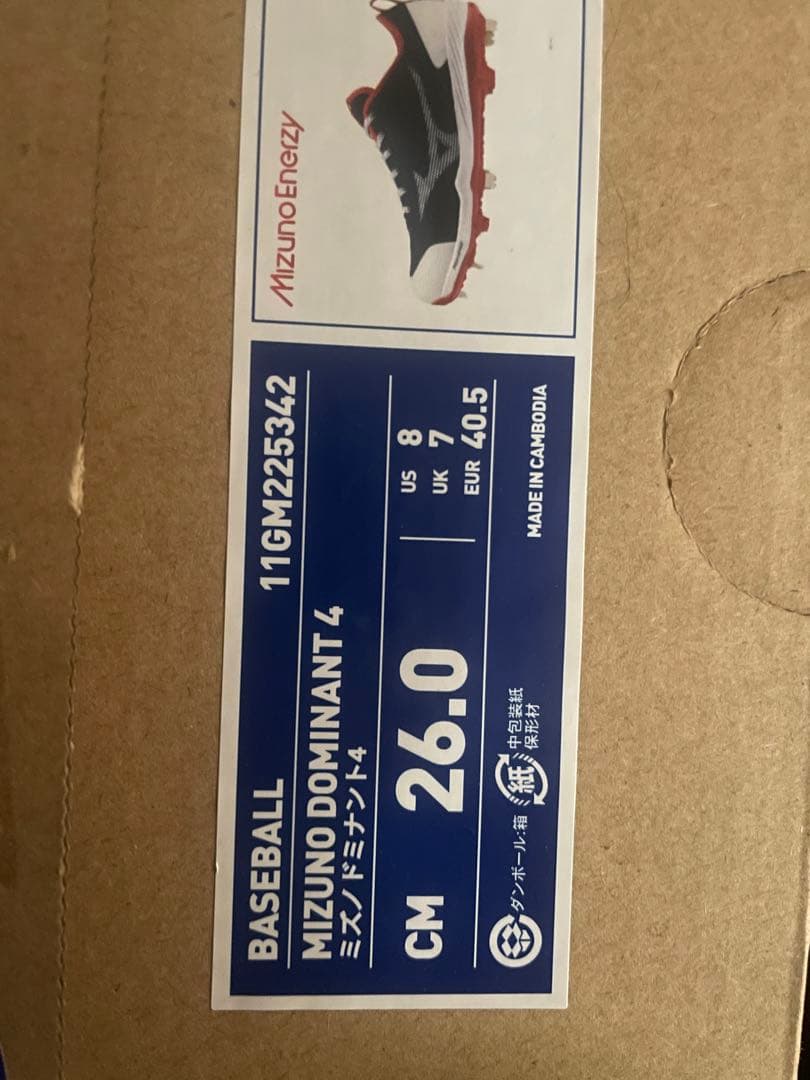 Mizuno Enerzy
BASEBALL 11GM225342
MIZUNO DOMINANT 4
ミズノ ドミナント4
CM 26.0
US 8
UK 7
EUR 40.5
ダンボール:箱
紙
中包装紙
保形材
MADE IN CAMBODIA